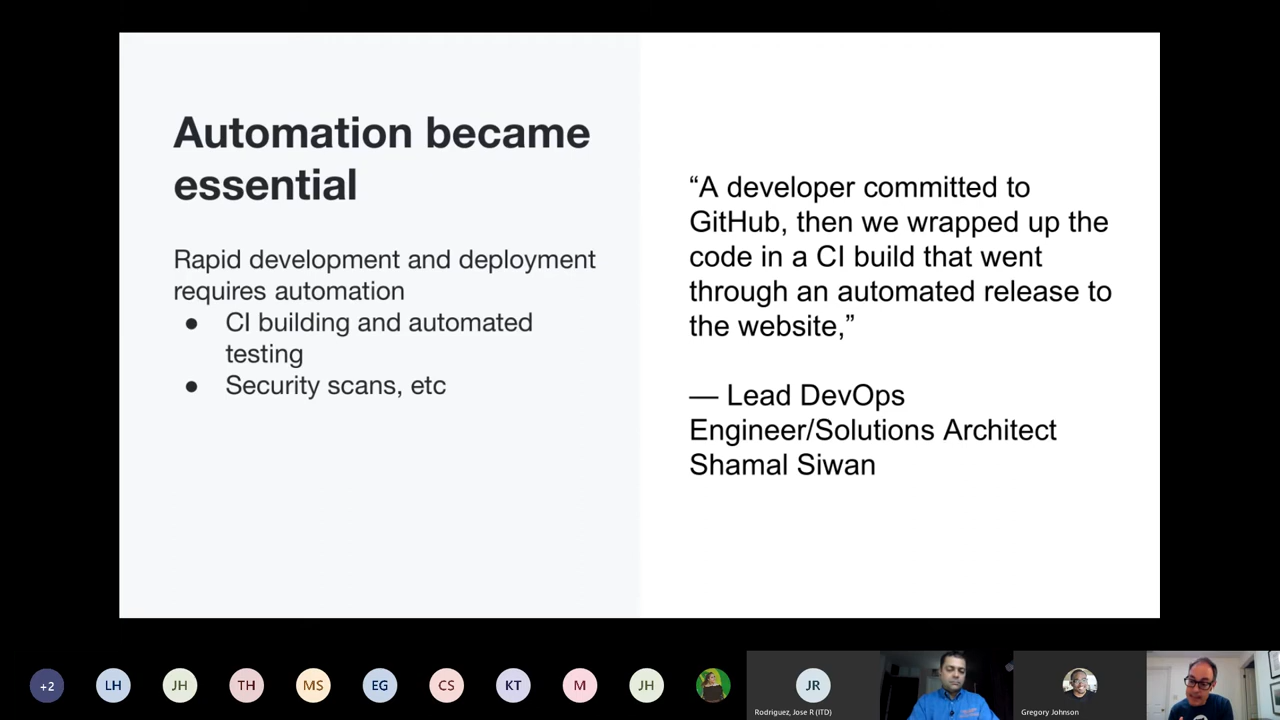 Automation became
essential
Rapid development and deployment
requires automation
● CI building and automated
testing
● Security scans, etc
“A developer committed to
GitHub, then we wrapped up the
code in a CI build that went
through an automated release to
the website,”
— Lead DevOps
Engineer/Solutions Architect
Shamal Siwan
+2 LH JH TH MS EG CS KT M JH JR
Rodriguez, Jose R (ITD)
Gregory Johnson